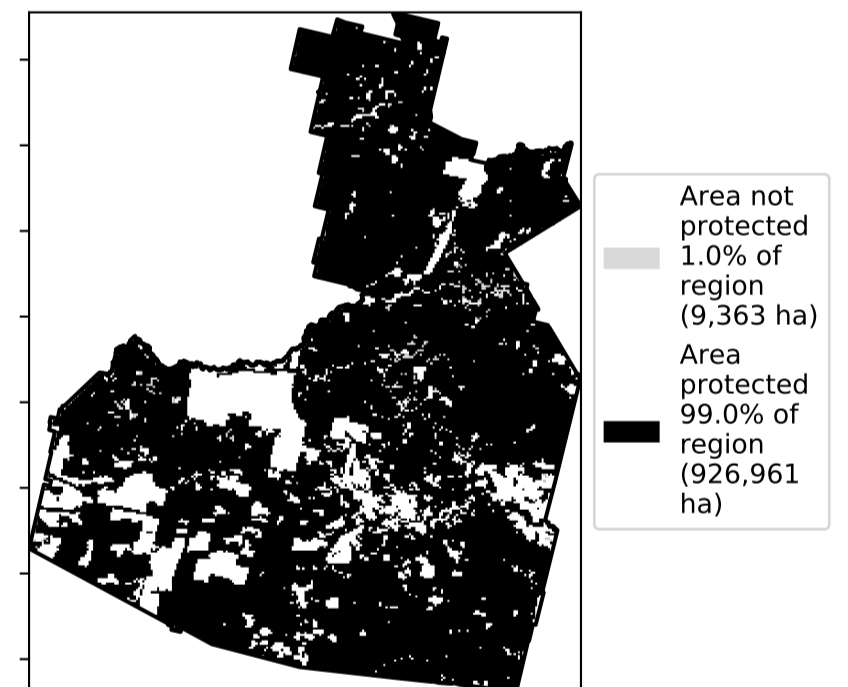 Area not
protected
1.0% of
region
(9,363 ha)
Area
protected
99.0% of
region
(926,961
ha)